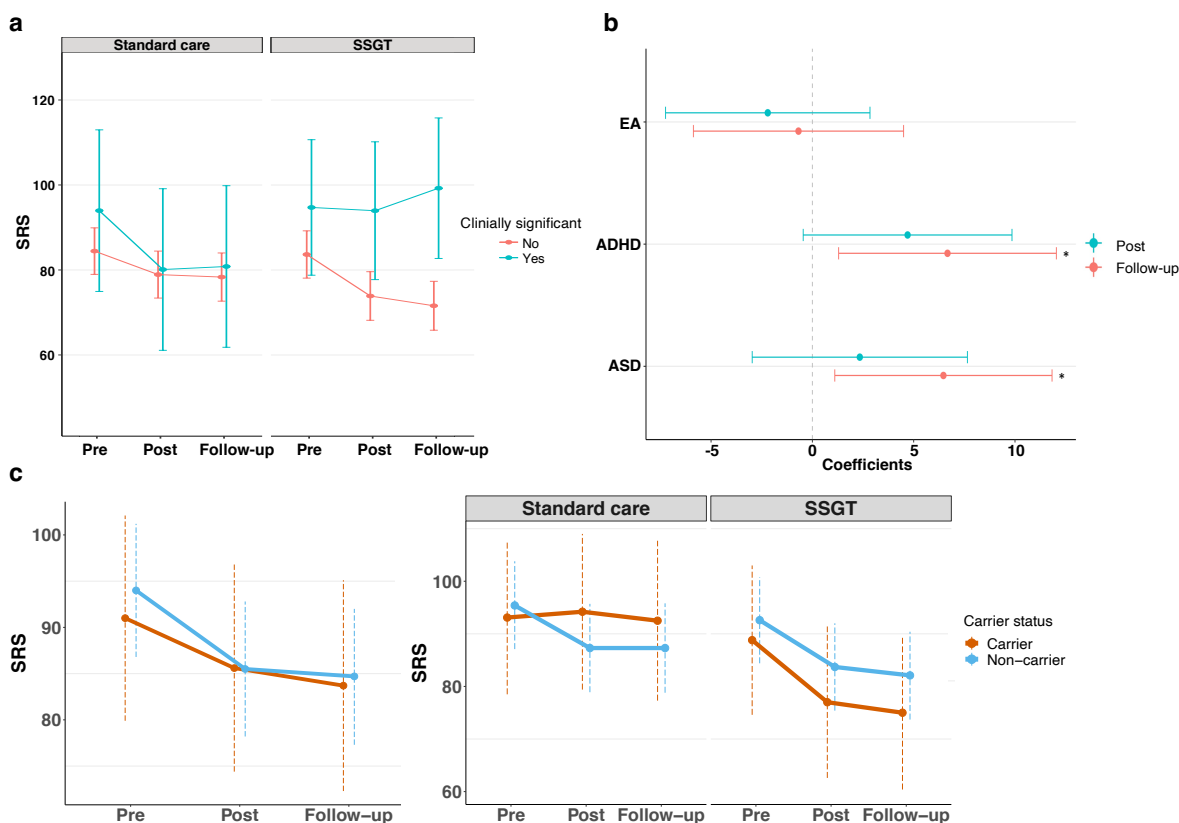 a
Standard care
SSGT
SRS
120
100
80
60
Pre
Post
Follow-up
Pre
Post
Follow-up
Clinially significant
No
Yes
b
EA
ADHD
ASD
*
*
-5
0
5
10
Coefficients
Post
Follow-up
c
SRS
100
90
80
Pre
Post
Follow−up
Standard care
SSGT
SRS
100
80
60
Pre
Post
Follow−up
Pre
Post
Follow−up
Carrier status
Carrier
Non−carrier